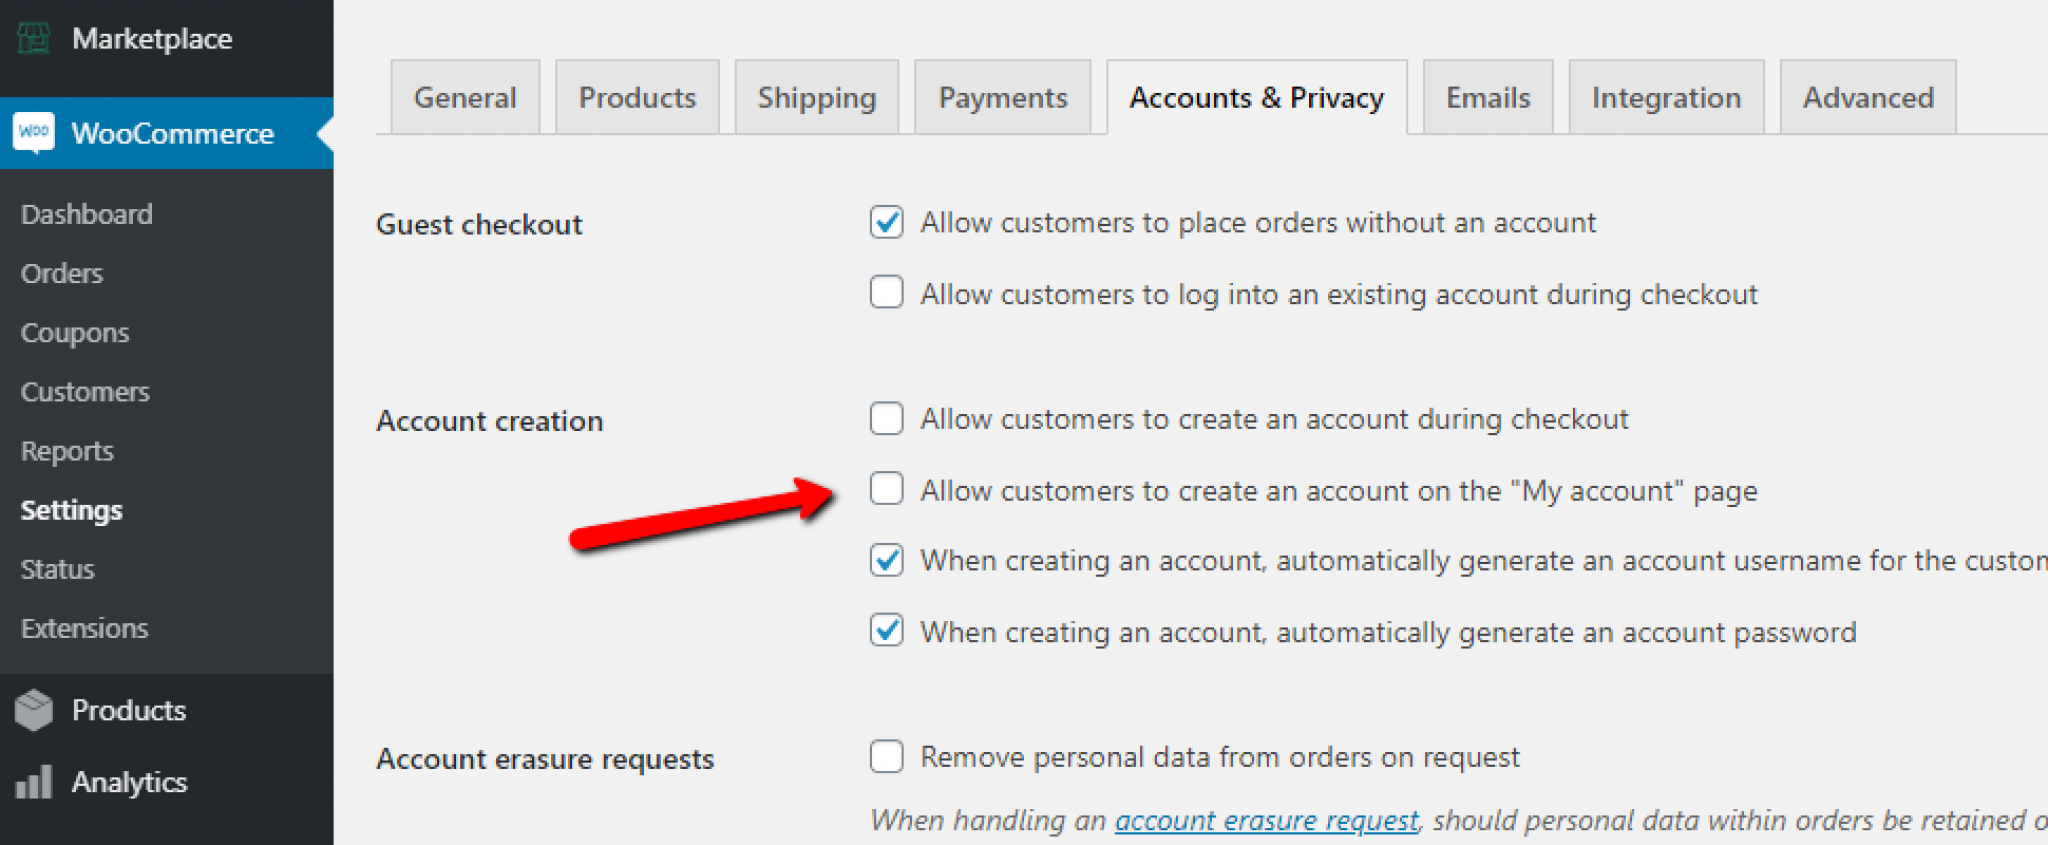 Marketplace
woo WooCommerce
Dashboard
Orders
Coupons
Customers
Reports
Settings
Status
Extensions
Products
Analytics
General Products Shipping Payments Accounts & Privacy Emails Integration Advanced
Guest checkout
Allow customers to place orders without an account
Allow customers to log into an existing account during checkout
Account creation
Allow customers to create an account during checkout
Allow customers to create an account on the "My account" page
When creating an account, automatically generate an account username for the custom
When creating an account, automatically generate an account password
Account erasure requests
Remove personal data from orders on request
When handling an account erasure request, should personal data within orders be retained o